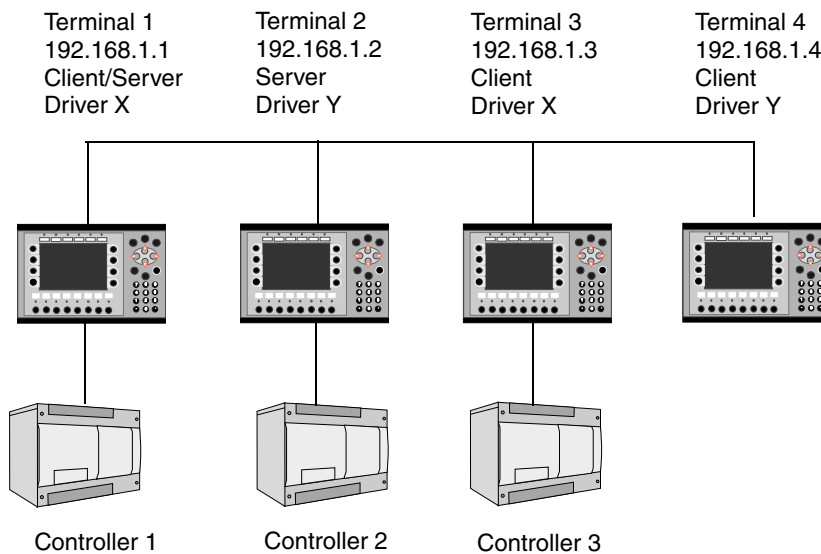 Terminal 1
192.168.1.1
Client/Server
Driver X
Terminal 2
192.168.1.2
Server
Driver Y
Terminal 3
192.168.1.3
Client
Driver X
Terminal 4
192.168.1.4
Client
Driver Y
Controller 1
Controller 2
Controller 3